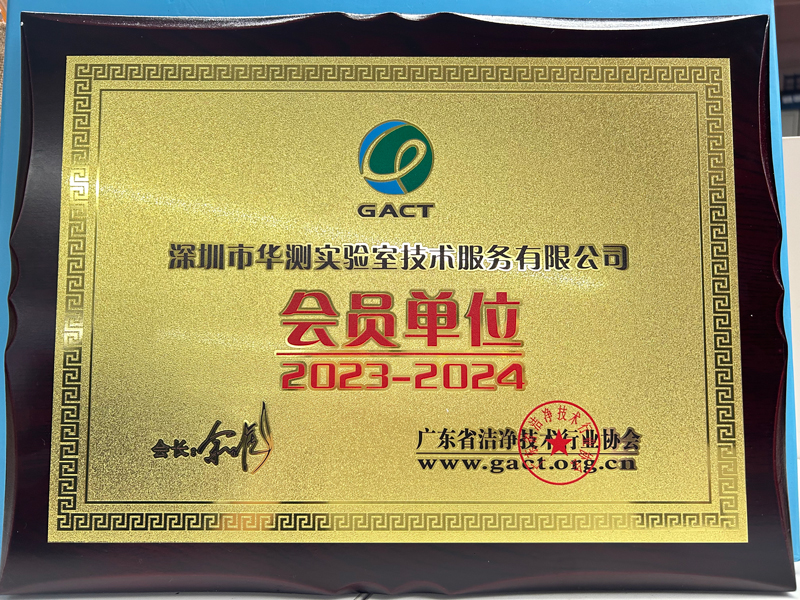 GACT
深圳市华测实验室技术服务有限公司
会员单位
2023-2024
会长:
广东省洁净技术行业协会
www.gact.org.cn